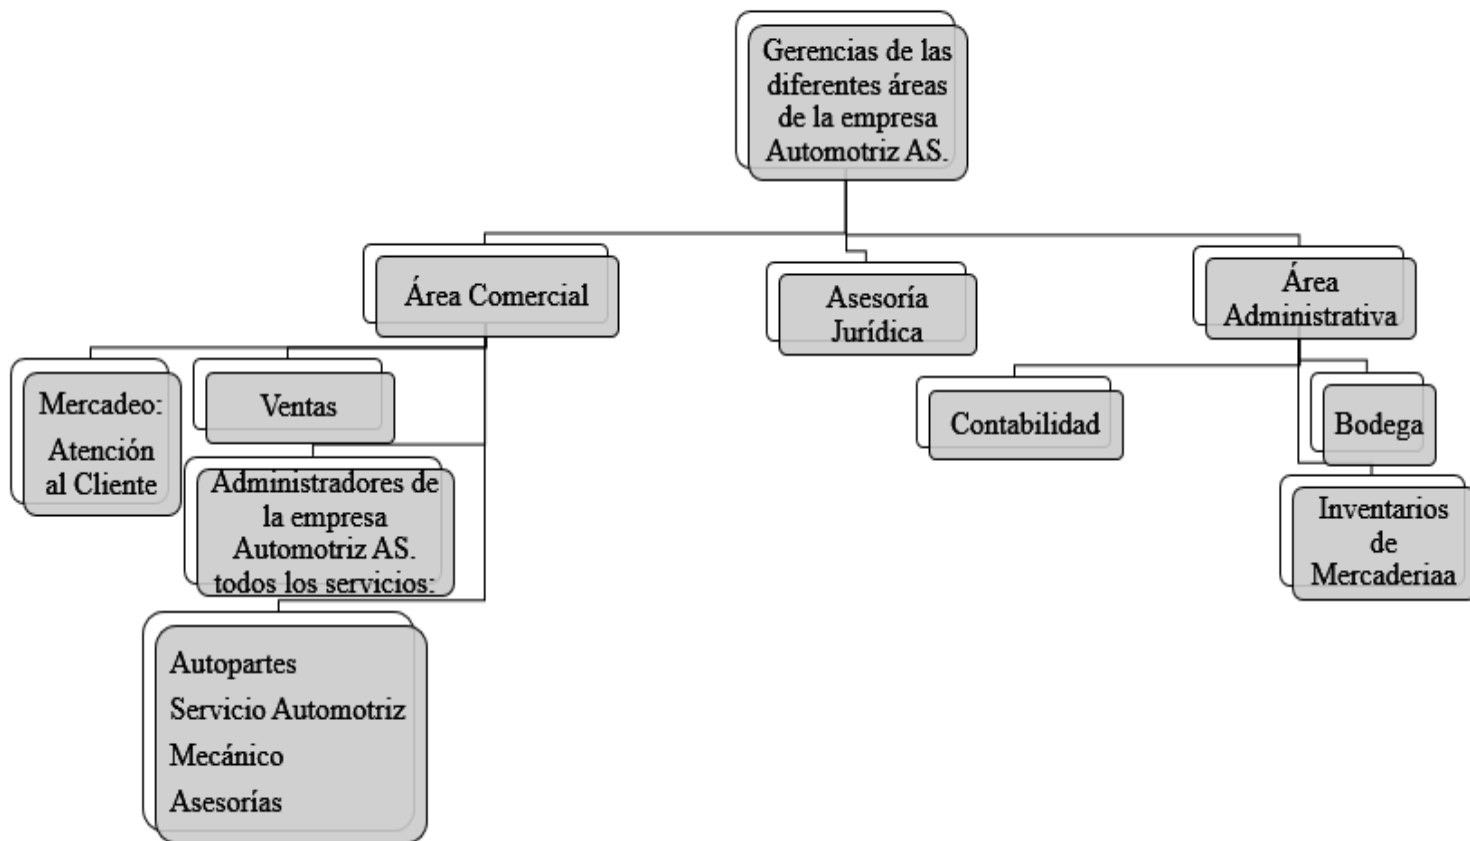 Gerencias de las
diferentes áreas
de la empresa
Automotriz AS.
Área Comercial
Asesoría
Jurídica
Área
Administrativa
Mercadeo:
Atención
al Cliente
Ventas
Contabilidad
Bodega
Administradores de
la empresa
Automotriz AS.
todos los servicios:
Inventarios
de
Mercaderiaa
Autopartes
Servicio Automotriz
Mecánico
Asesorías